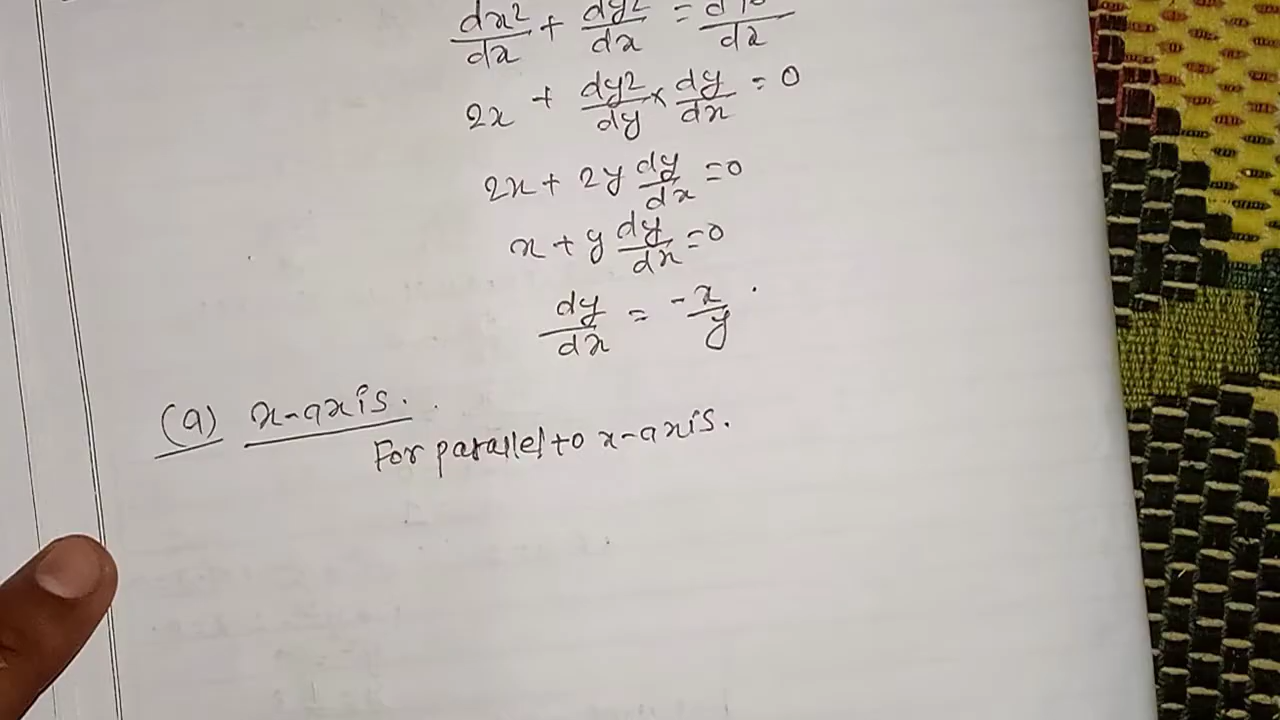 dx2/dx + dy2/dx = d/dx
2x + dy2/dy × dy/dx = 0
2x + 2y dy/dx = 0
x + y dy/dx = 0
dy/dx = -x/y.
(a) x-axis.
For parallel to x-axis.